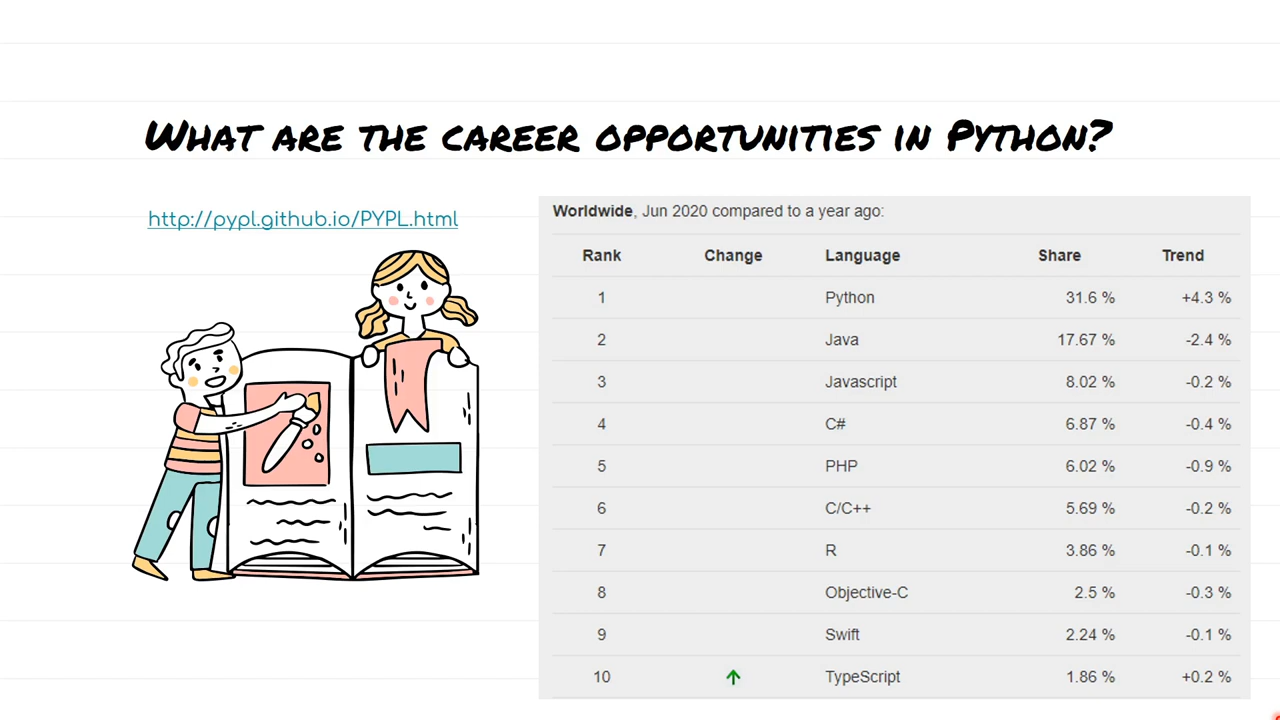 What are the career opportunities in Python?
http://pypl.github.io/PYPL.html
Worldwide, Jun 2020 compared to a year ago:
Rank Change Language Share Trend
1 Python 31.6 % +4.3 %
2 Java 17.67 % -2.4 %
3 Javascript 8.02 % -0.2 %
4 C# 6.87 % -0.4 %
5 PHP 6.02 % -0.9 %
6 C/C++ 5.69 % -0.2 %
7 R 3.86 % -0.1 %
8 Objective-C 2.5 % -0.3 %
9 Swift 2.24 % -0.1 %
10 ↑ TypeScript 1.86 % +0.2 %